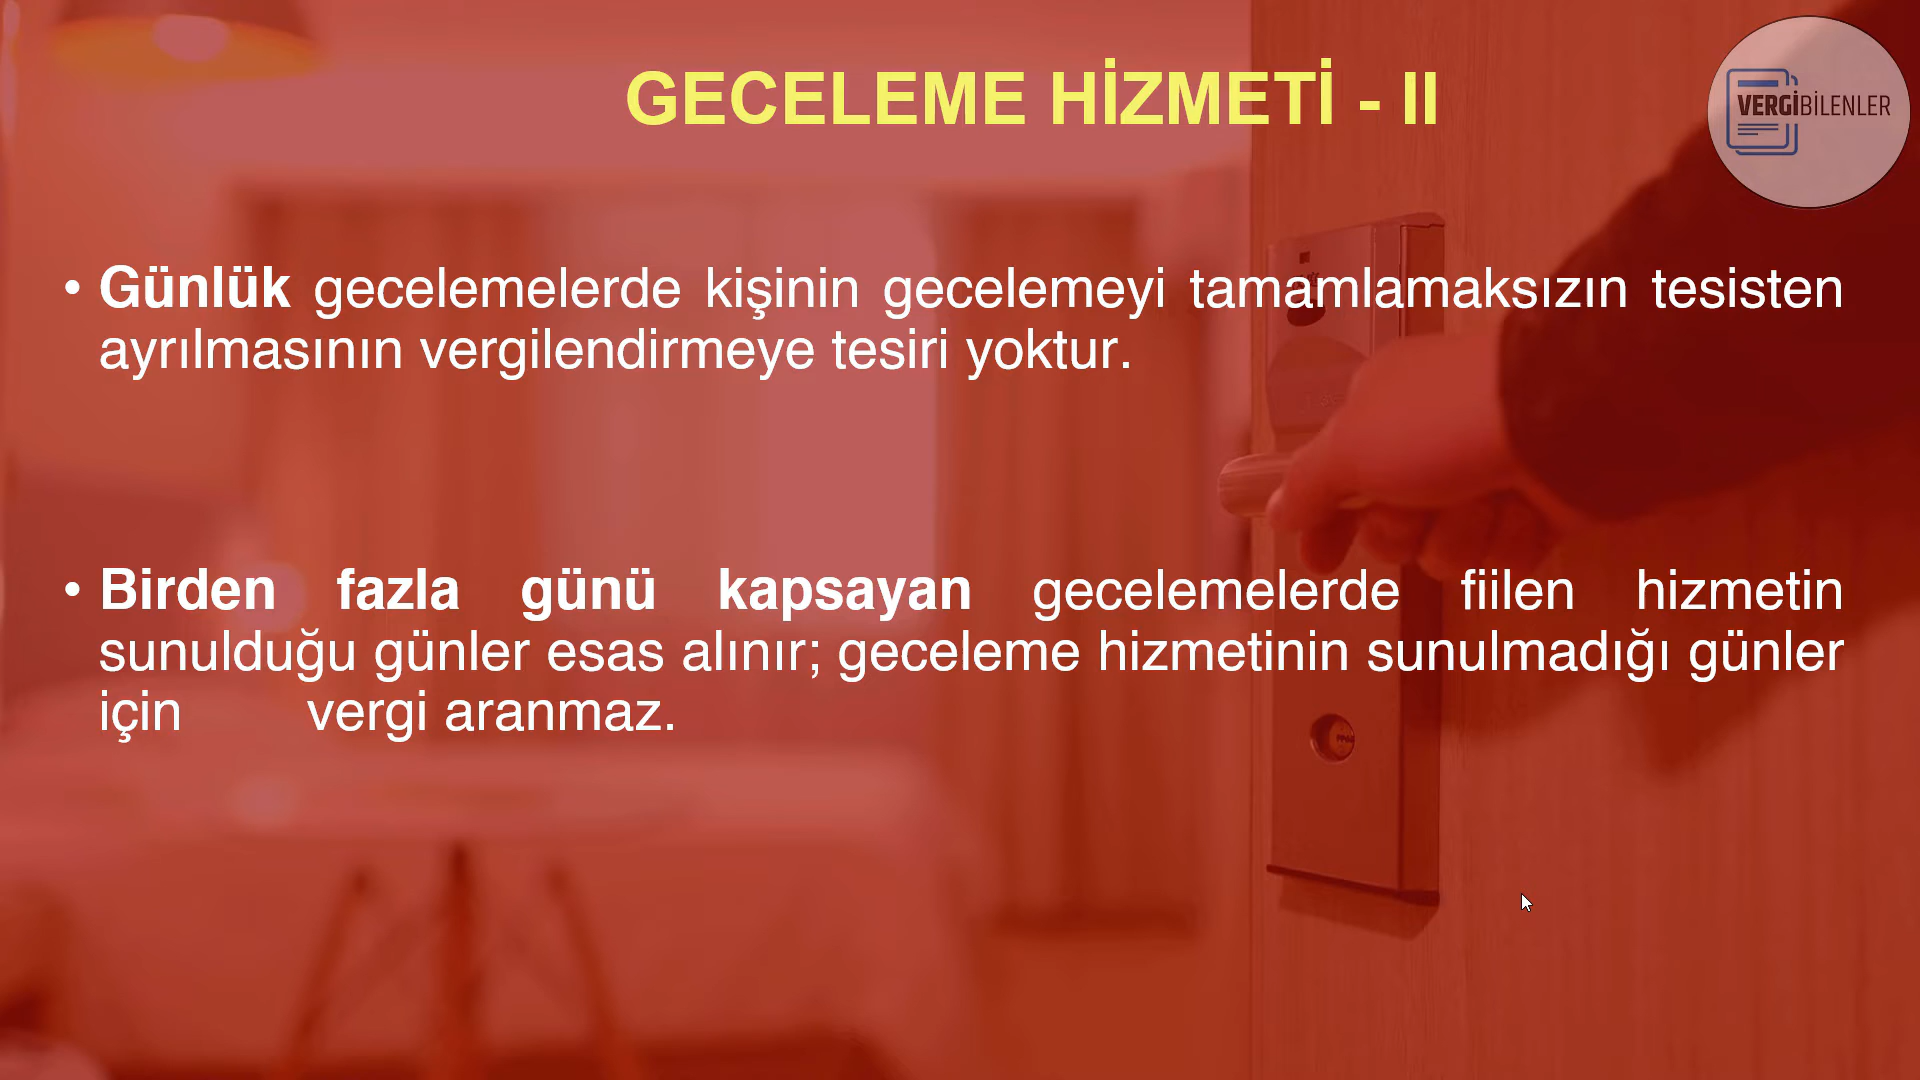 GECELEME HİZMETİ - II
VERGİBİLENLER
• Günlük gecelemelerde kişinin gecelemeyi tamamlamaksızın tesisten
ayrılmasının vergilendirmeye tesiri yoktur.
• Birden fazla günü kapsayan gecelemelerde fiilen hizmetin
sunulduğu günler esas alınır; geceleme hizmetinin sunulmadığı günler
için vergi aranmaz.